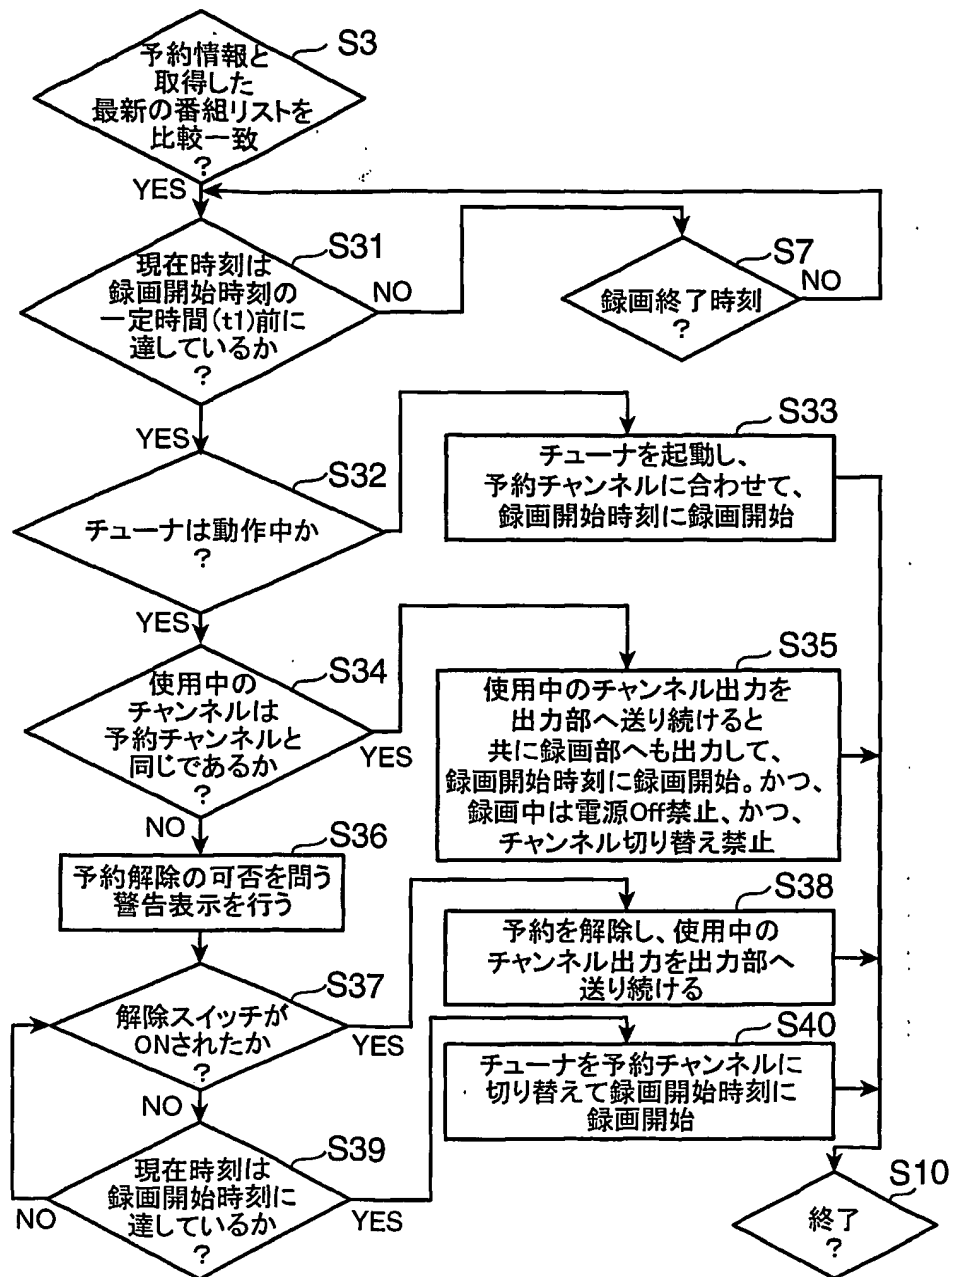 予約情報と
取得した
最新の番組リストを
比較一致
?
S3
YES
現在時刻は
録画開始時刻の
一定時間(t1)前に
達しているか
?
S31
NO
録画終了時刻
?
S7
NO
YES
チューナは動作中か
?
S32
チューナを起動し、
予約チャンネルに合わせて、
録画開始時刻に録画開始
S33
YES
使用中の
チャンネルは
予約チャンネルと
同じであるか
?
S34
YES
使用中のチャンネル出力を
出力部へ送り続けると
共に録画部へも出力して、
録画開始時刻に録画開始。かつ、
録画中は電源Off禁止、かつ、
チャンネル切り替え禁止
S35
NO
予約解除の可否を問う
警告表示を行う
S36
解除スイッチが
ONされたか
?
S37
YES
予約を解除し、使用中の
チャンネル出力を出力部へ
送り続ける
S38
NO
現在時刻は
録画開始時刻に
達しているか
?
S39
NO
YES
チューナを予約チャンネルに
切り替えて録画開始時刻に
録画開始
S40
終了
?
S10